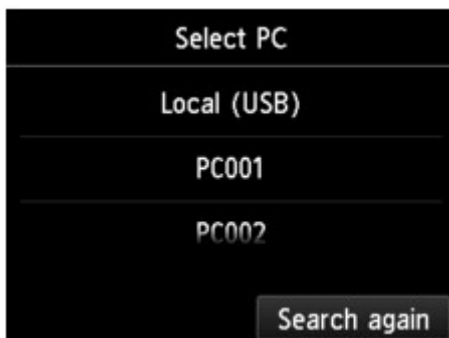 Select PC
Local (USB)
PC001
PC002
Search again